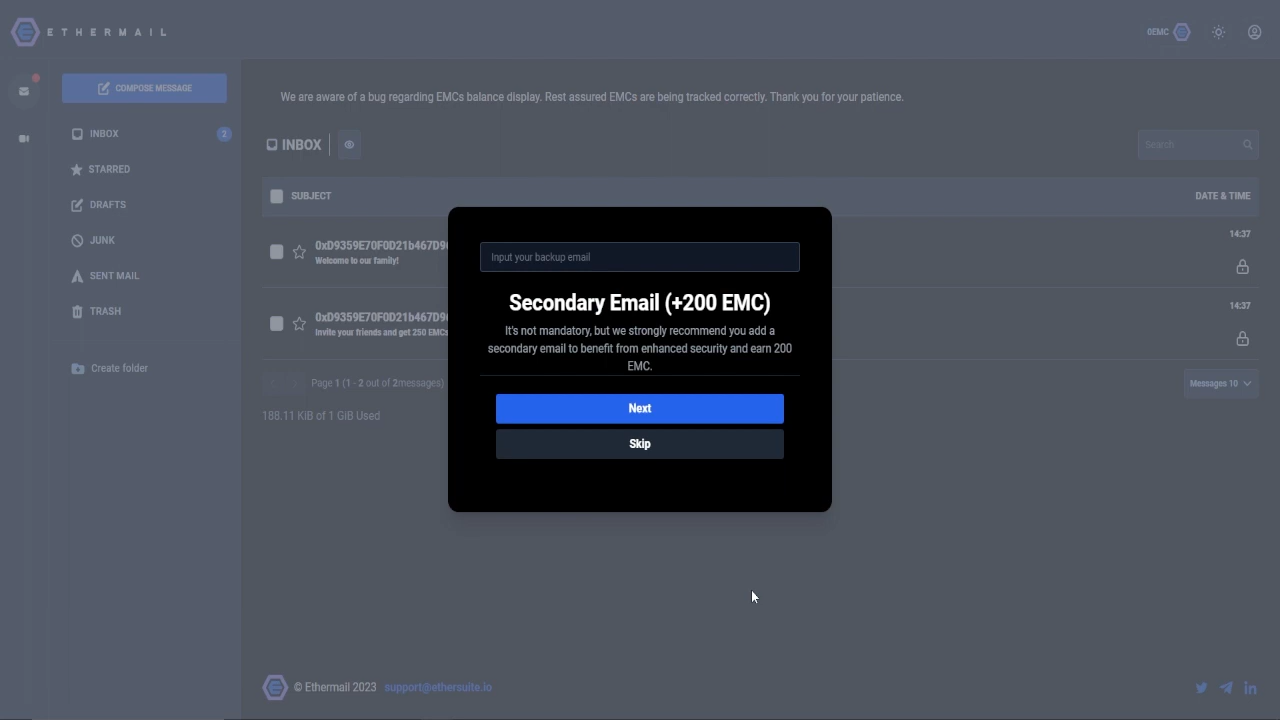 ETHERMAIL
0EMC
COMPOSE MESSAGE
We are aware of a bug regarding EMCs balance display. Rest assured EMCs are being tracked correctly. Thank you for your patience.
INBOX
2
INBOX
Search
STARRED
SUBJECT
DATE & TIME
DRAFTS
JUNK
SENT MAIL
TRASH
Create folder
0xD9359E70F0D21b467D9
Welcome to our family!
14:37
0xD9359E70F0D21b467D9
Invite your friends and get 250 EMCs
14:37
Page 1 (1 - 2 out of 2messages)
Messages 10
188.11 KiB of 1 GiB Used
Input your backup email
Secondary Email (+200 EMC)
It's not mandatory, but we strongly recommend you add a
secondary email to benefit from enhanced security and earn 200
EMC.
Next
Skip
© Ethermail 2023 support@ethersuite.io